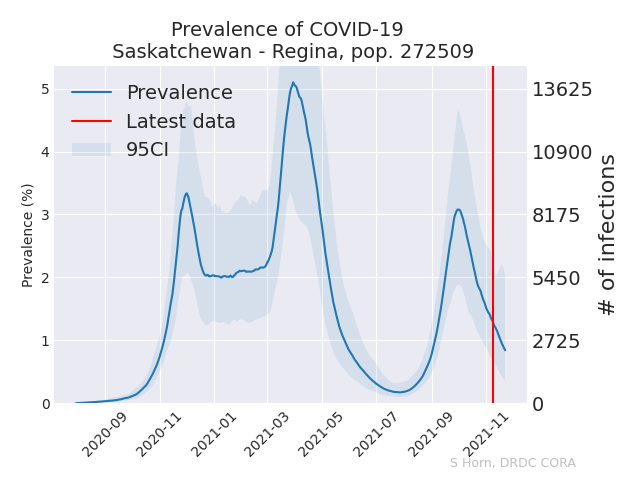 Prevalence of COVID-19
Saskatchewan - Regina, pop. 272509
Prevalence
Latest data
95CI
Prevalence (%)
5
4
3
2
1
0
13625
10900
8175
5450
2725
0
# of infections
2020-09
2020-11
2021-01
2021-03
2021-05
2021-07
2021-09
2021-11
S Horn, DRDC CORA